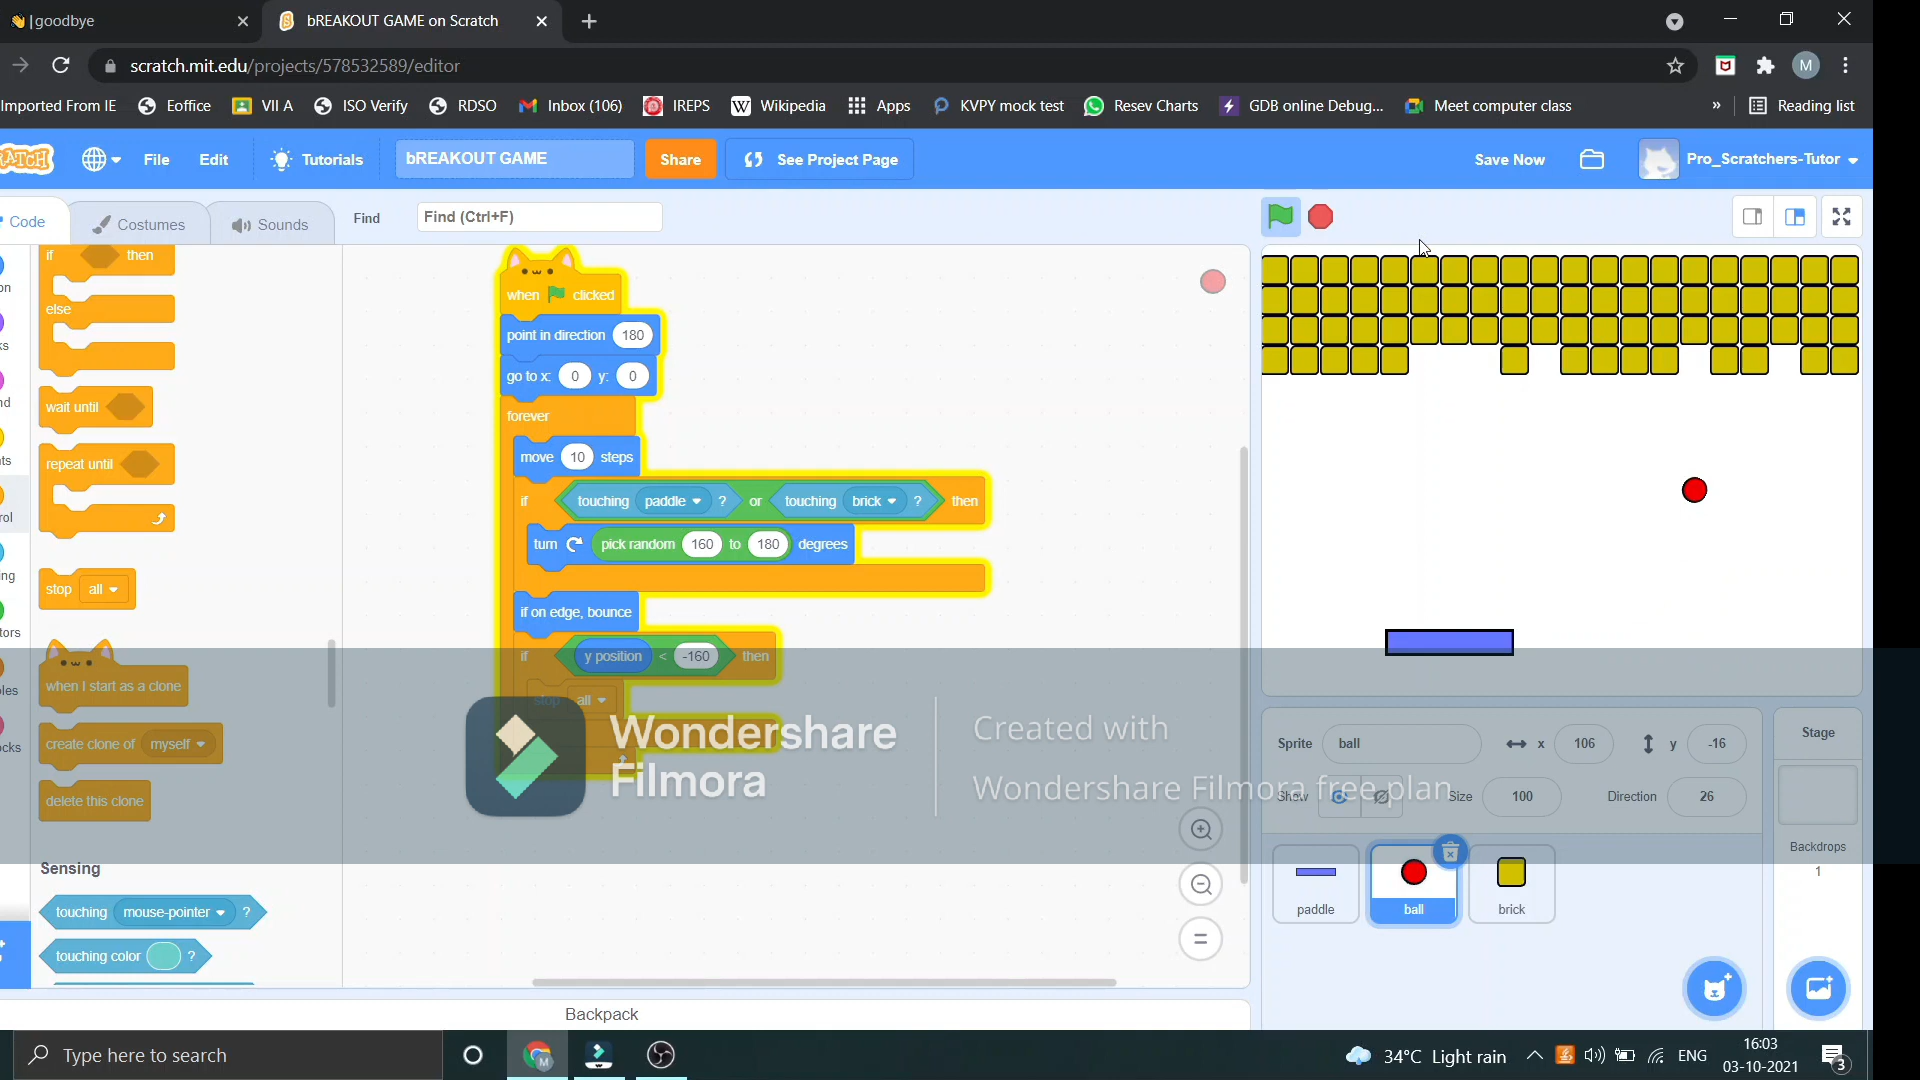 goodbye
bREAKOUT GAME on Scratch
scratch.mit.edu/projects/578532589/editor
M
Imported From IE
Eoffice
VII A
ISO Verify
RDSO
Inbox (106)
IREPS
Wikipedia
Apps
KVPY mock test
Resev Charts
GDB online Debug...
Meet computer class
»
Reading list
File
Edit
Tutorials
bREAKOUT GAME
Share
See Project Page
Save Now
Pro_Scratchers-Tutor
Code
Costumes
Sounds
Find
Find (Ctrl+F)
if then
else
wait until
repeat until
stop all
when I start as a clone
create clone of myself
delete this clone
Sensing
touching mouse-pointer ?
touching color ?
when clicked
point in direction 180
go to x: 0 y: 0
forever
move 10 steps
if touching paddle ? or touching brick ? then
turn pick random 160 to 180 degrees
if on edge, bounce
if y position < -160 then
stop all
Wondershare
Filmora
Created with
Wondershare Filmora free plan
Sprite ball x 106 y -16
Show Size 100 Direction 26
Stage
Backdrops
1
paddle
ball
brick
Backpack
Type here to search
34°C Light rain
ENG
16:03
03-10-2021
3